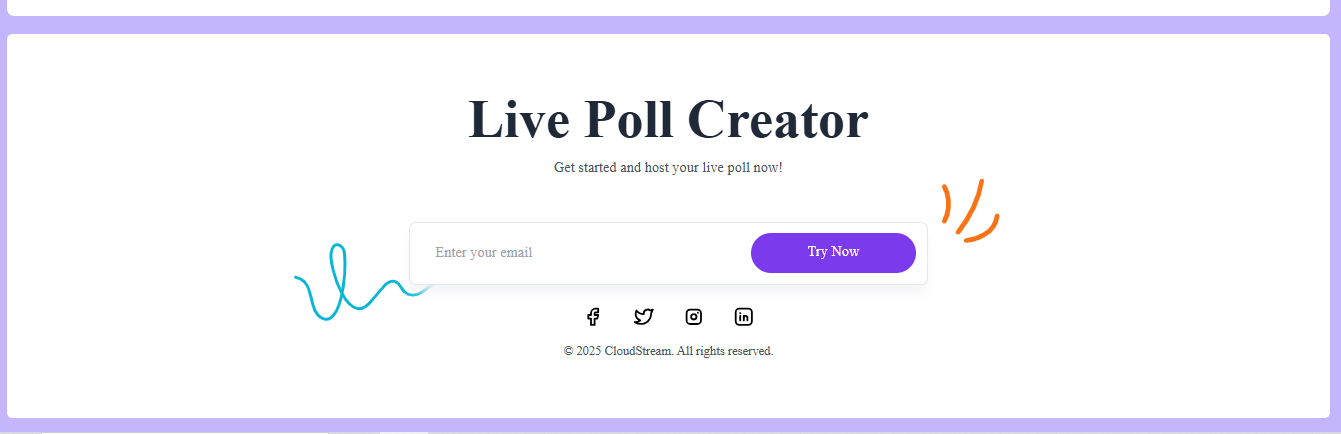 Live Poll Creator
Get started and host your live poll now!
Enter your email
Try Now
© 2025 CloudStream. All rights reserved.